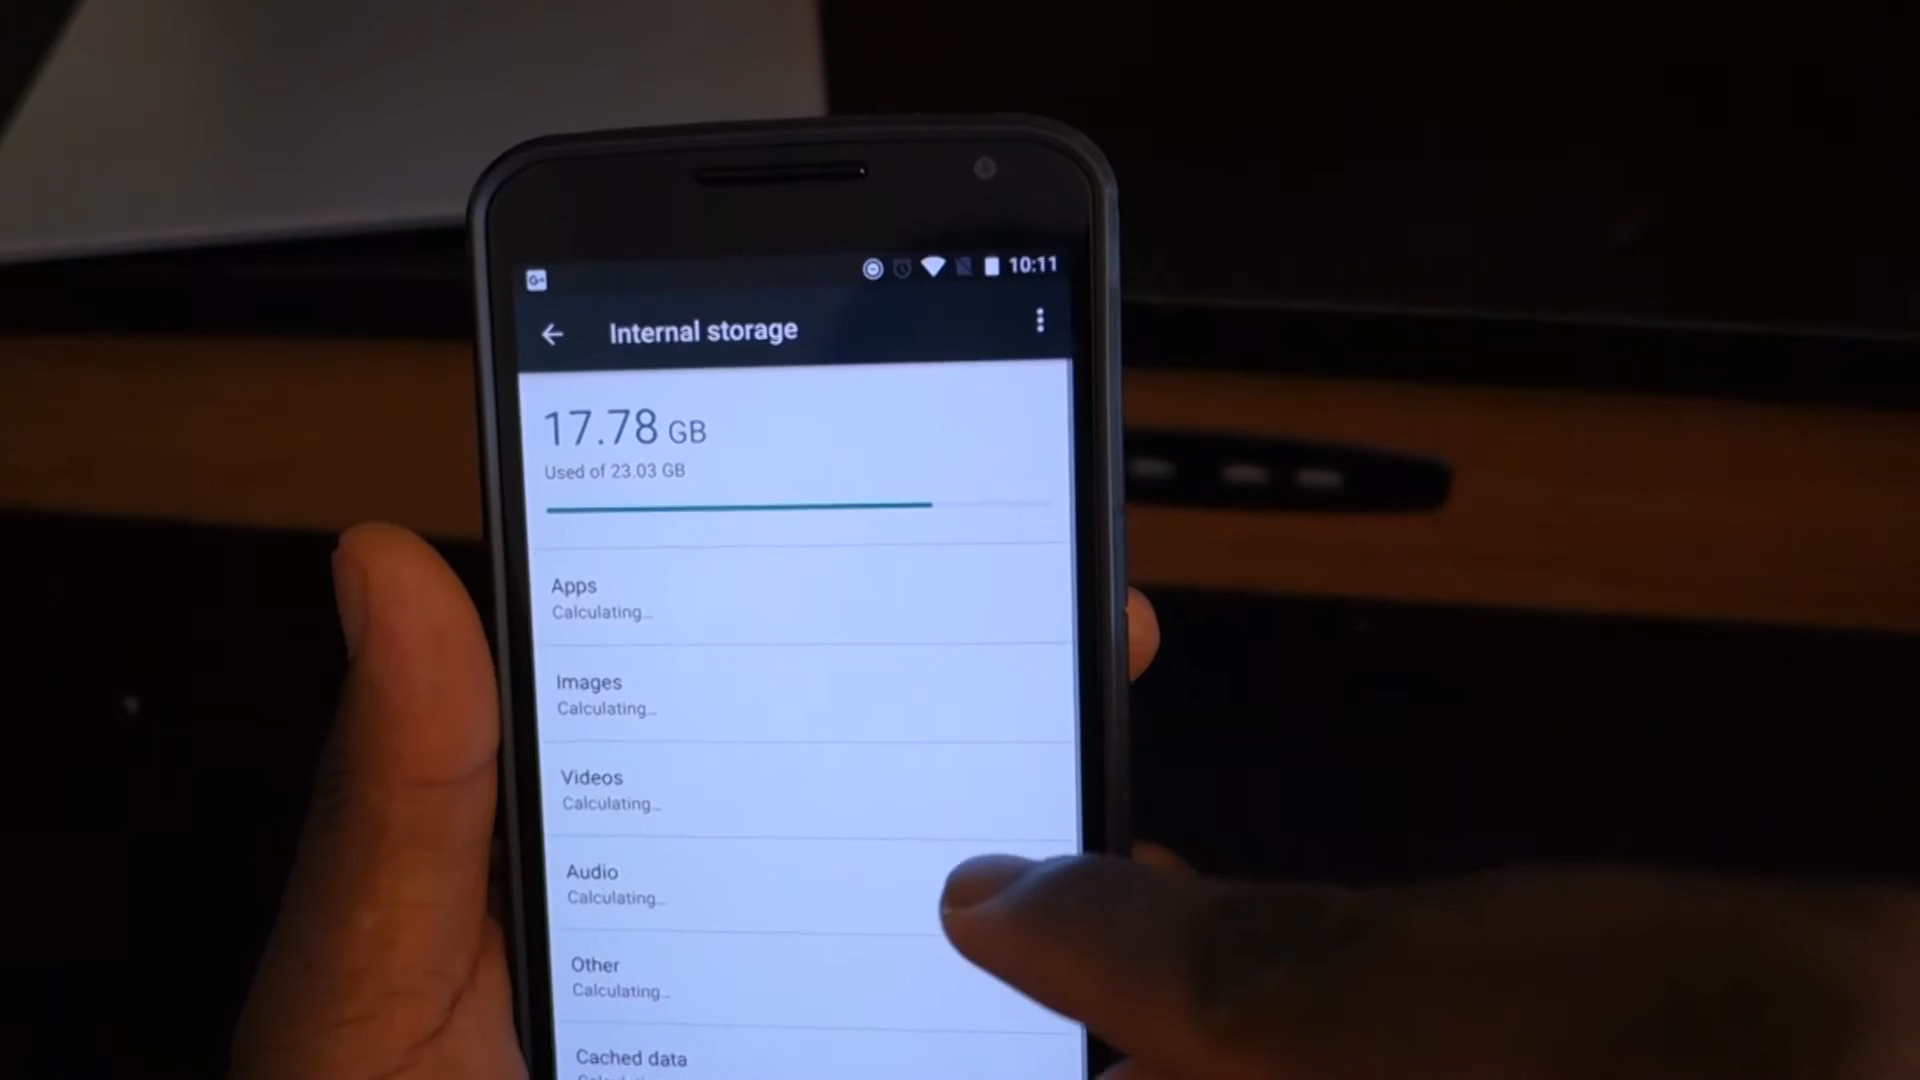 G+
10:11
Internal storage
17.78 GB
Used of 23.03 GB
Apps
Calculating…
Images
Calculating…
Videos
Calculating…
Audio
Calculating…
Other
Calculating…
Cached data